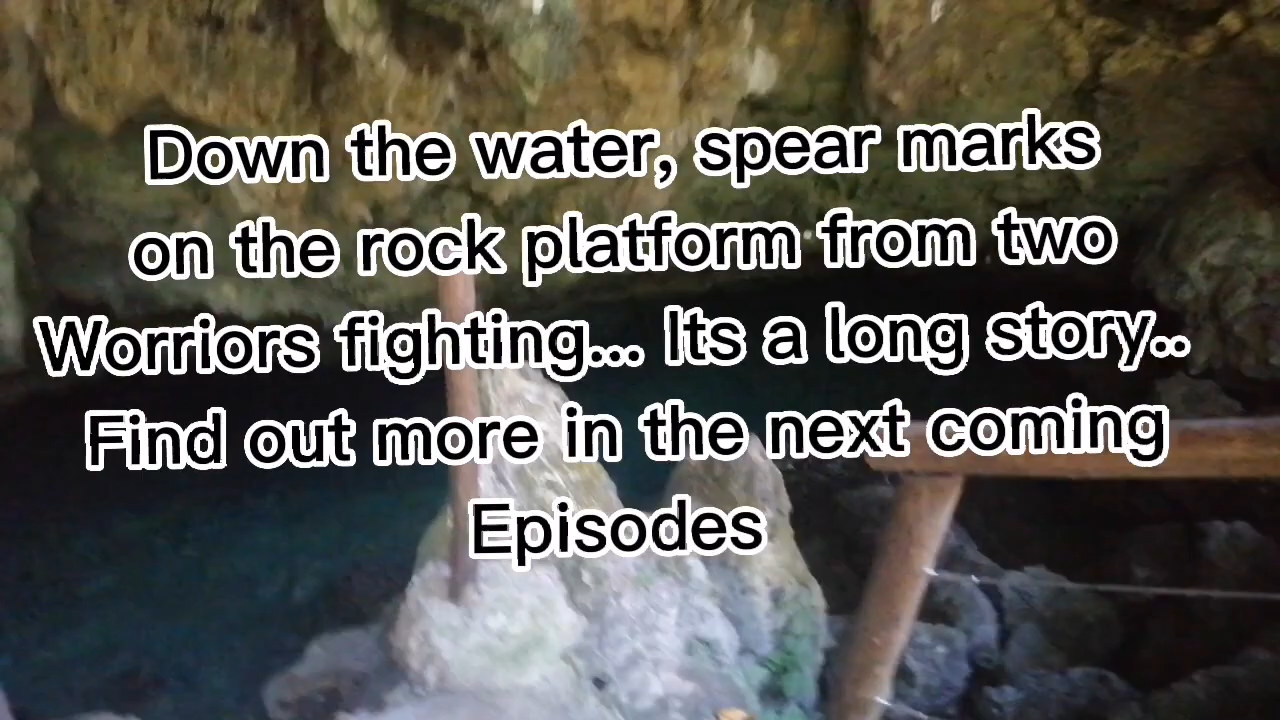 Down the water, spear marks
on the rock platform from two
Worriors fighting... Its a long story..
Find out more in the next coming
Episodes